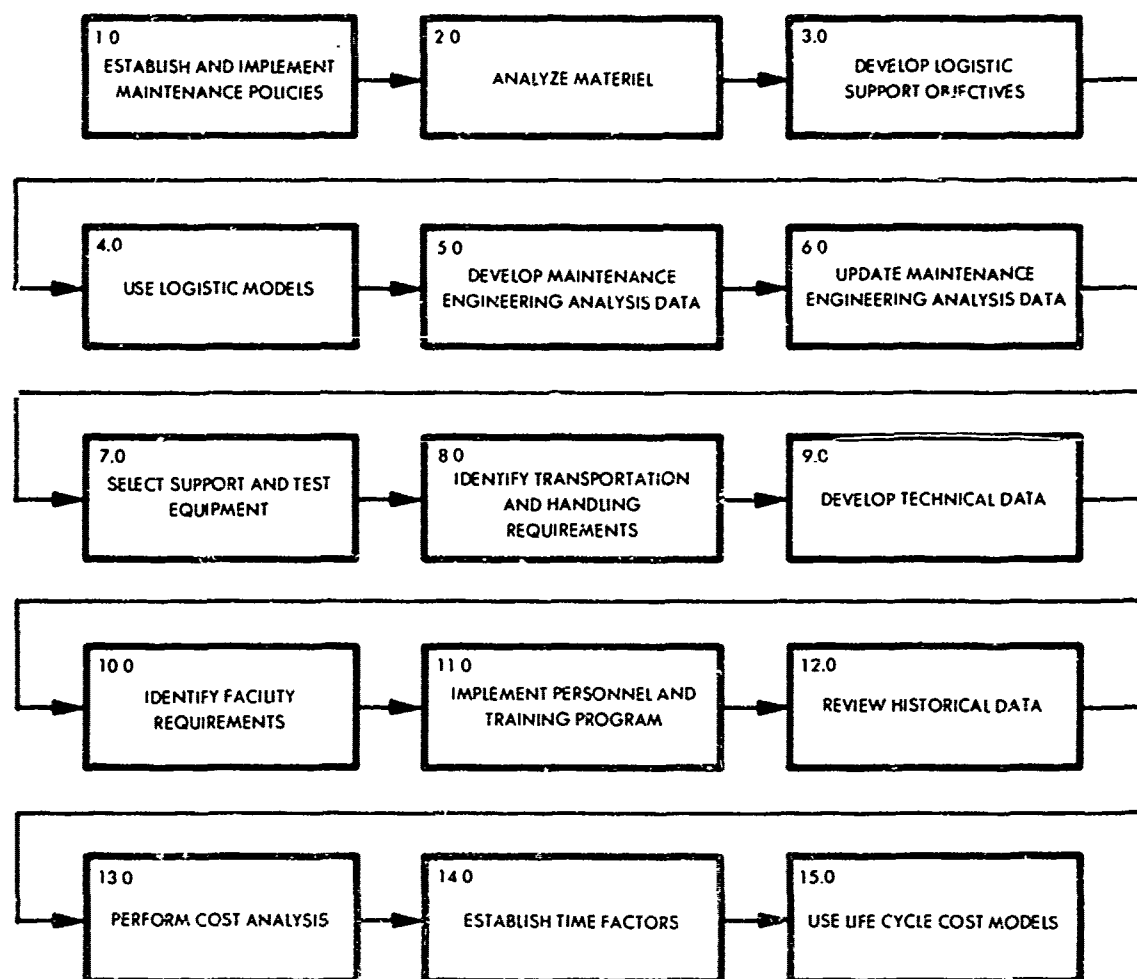 1 0
ESTABLISH AND IMPLEMENT
MAINTENANCE POLICIES
2 0
ANALYZE MATERIEL
3.0
DEVELOP LOGISTIC
SUPPORT OBJECTIVES
4.0
USE LOGISTIC MODELS
5 0
DEVELOP MAINTENANCE
ENGINEERING ANALYSIS DATA
6 0
UPDATE MAINTENANCE
ENGINEERING ANALYSIS DATA
7.0
SELECT SUPPORT AND TEST
EQUIPMENT
8 0
IDENTIFY TRANSPORTATION
AND HANDLING
REQUIREMENTS
9.0
DEVELOP TECHNICAL DATA
10 0
IDENTIFY FACILITY
REQUIREMENTS
11 0
IMPLEMENT PERSONNEL AND
TRAINING PROGRAM
12.0
REVIEW HISTORICAL DATA
13 0
PERFORM COST ANALYSIS
14 0
ESTABLISH TIME FACTORS
15.0
USE LIFE CYCLE COST MODELS